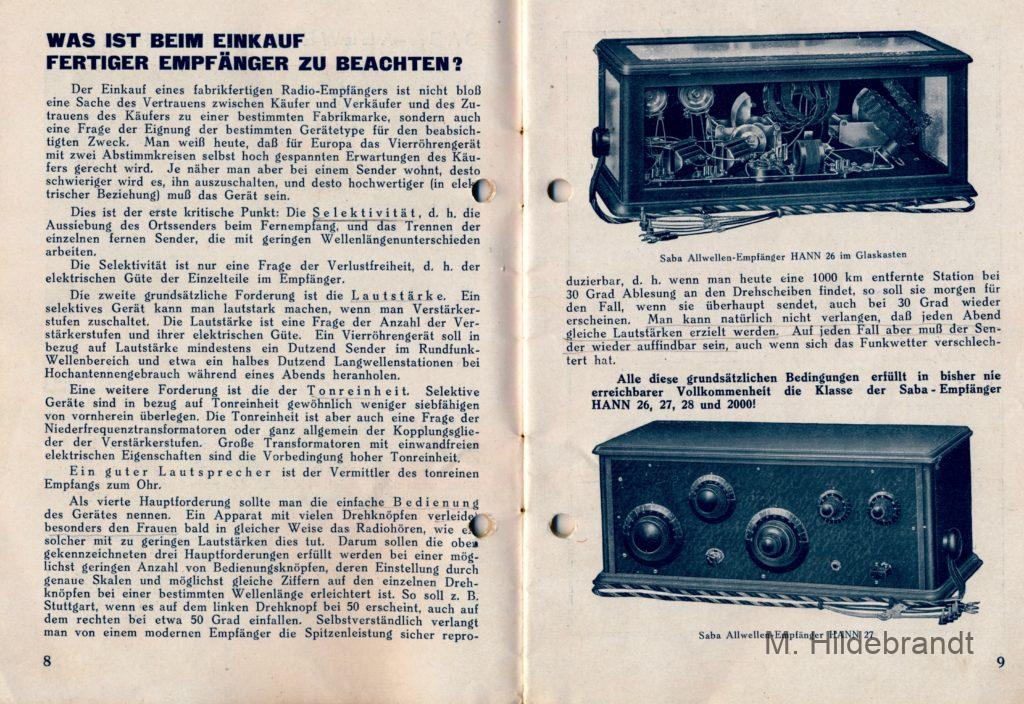 WAS IST BEIM EINKAUF
FERTIGER EMPFÄNGER ZU BEACHTEN?
Der Einkauf eines fabrikfertigen Radio-Empfängers ist nicht bloß
eine Sache des Vertrauens zwischen Käufer und Verkäufer und des Zu-
trauens des Käufers zu einer bestimmten Fabrikmarke, sondern auch
eine Frage der Eignung der bestimmten Gerätetype für den beabsich-
tigten Zweck. Man weiß heute, daß für Europa das Vierröhrengerät
mit zwei Abstimmkreisen selbst hoch gespannten Erwartungen des Käu-
fers gerecht wird. Je näher man aber bei einem Sender wohnt, desto
schwieriger wird es, ihn auszuschalten, und desto hochwertiger (in elek-
trischer Beziehung) muß das Gerät sein.
Dies ist der erste kritische Punkt: Die Selektivität, d. h. die
Aussiebung des Ortssenders beim Fernempfang, und das Trennen der
einzelnen fernen Sender, die mit geringen Wellenlängenunterschieden
arbeiten.
Die Selektivität ist nur eine Frage der Verlustfreiheit, d. h. der
elektrischen Güte der Einzelteile im Empfänger.
Die zweite grundsätzliche Forderung ist die Lautstärke. Ein
selektives Gerät kann man lautstark machen, wenn man Verstärker-
stufen zuschaltet. Die Lautstärke ist eine Frage der Anzahl der Ver-
stärkerstufen und ihrer elektrischen Güte. Ein Vierröhrengerät soll in
bezug auf Lautstärke mindestens ein Dutzend Sender im Rundfunk-
Wellenbereich und etwa ein halbes Dutzend Langwellenstationen bei
Hochantennengebrauch während eines Abends heranholen.
Eine weitere Forderung ist die der Tonreinheit. Selektive
Geräte sind in bezug auf Tonreinheit gewöhnlich weniger siebfähigen
von vornherein überlegen. Die Tonreinheit ist aber auch eine Frage der
Niederfrequenztransformatoren oder ganz allgemein der Kopplungsglie-
der der Verstärkerstufen. Große Transformatoren mit einwandfreien
elektrischen Eigenschaften sind die Vorbedingung hoher Tonreinheit.
Ein guter Lautsprecher ist der Vermittler des tonreinen
Empfangs zum Ohr.
Als vierte Hauptforderung sollte man die einfache Bedienung
des Gerätes nennen. Ein Apparat mit vielen Drehknöpfen verleidet
besonders den Frauen bald in gleicher Weise das Radiohören, wie ein
solcher mit zu geringen Lautstärken dies tut. Darum sollen die oben
gekennzeichneten drei Hauptforderungen erfüllt werden bei einer mög-
lichst geringen Anzahl von Bedienungsknöpfen, deren Einstellung durch
genaue Skalen und möglichst gleiche Ziffern auf den einzelnen Dreh-
knöpfen bei einer bestimmten Wellenlänge erleichtert ist. So soll z. B.
Stuttgart, wenn es auf dem linken Drehknopf bei 50 erscheint, auch auf
dem rechten bei etwa 50 Grad einfallen. Selbstverständlich verlangt
man von einem modernen Empfänger die Spitzenleistung sicher repro-
8
Saba Allwellen-Empfänger HANN 26 im Glaskasten
duzierbar, d. h. wenn man heute eine 1000 km entfernte Station bei
30 Grad Ablesung an den Drehscheiben findet, so soll sie morgen für
den Fall, wenn sie überhaupt sendet, auch bei 30 Grad wieder
erscheinen. Man kann natürlich nicht verlangen, daß jeden Abend
gleiche Lautstärken erzielt werden. Auf jeden Fall aber muß der Sen-
der wieder auffindbar sein, auch wenn sich das Funkwetter verschlech-
tert hat.
Alle diese grundsätzlichen Bedingungen erfüllt in bisher nie
erreichbarer Vollkommenheit die Klasse der Saba-Empfänger
HANN 26, 27, 28 und 2000!
Saba Allwellen-Empfänger HANN 27
M. Hildebrandt
9